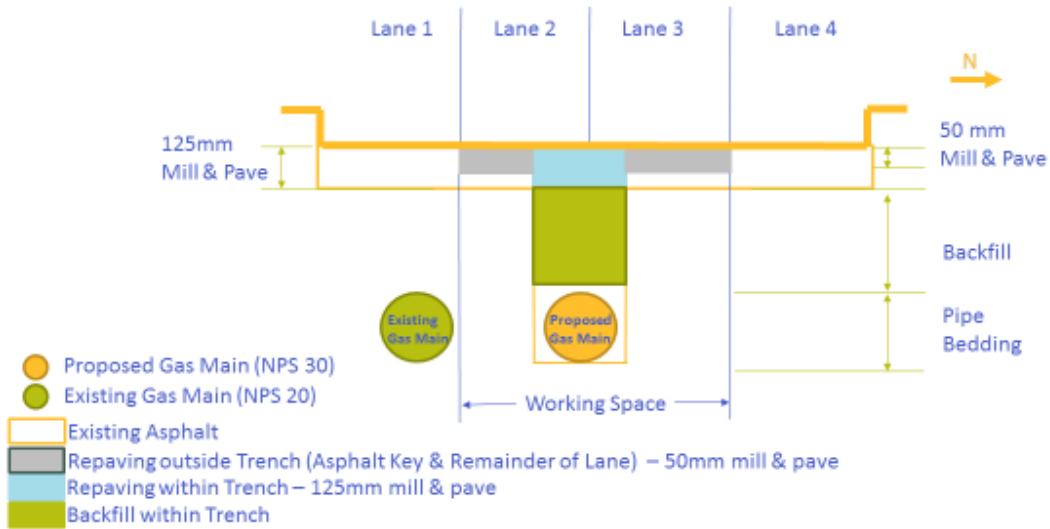 Lane 1
Lane 2
Lane 3
Lane 4
N
125mm
Mill & Pave
50 mm
Mill & Pave
Backfill
Existing
Gas Main
Proposed
Gas Main
Pipe
Bedding
Proposed Gas Main (NPS 30)
Existing Gas Main (NPS 20)
Working Space
Existing Asphalt
Repaving outside Trench (Asphalt Key & Remainder of Lane) – 50mm mill & pave
Repaving within Trench – 125mm mill & pave
Backfill within Trench